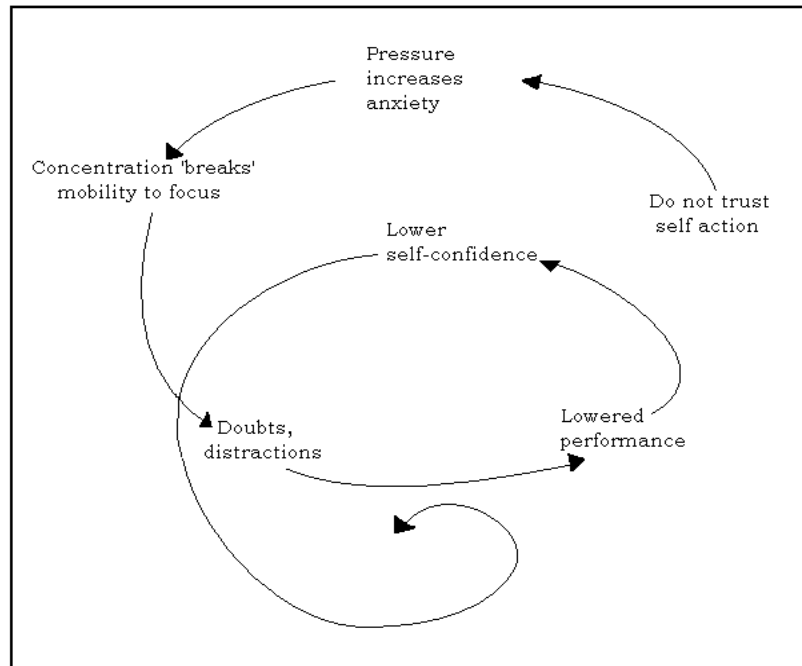 Pressure
increases
anxiety
Concentration 'breaks'
mobility to focus
Do not trust
self action
Lower
self-confidence
Doubts,
distractions
Lowered
performance